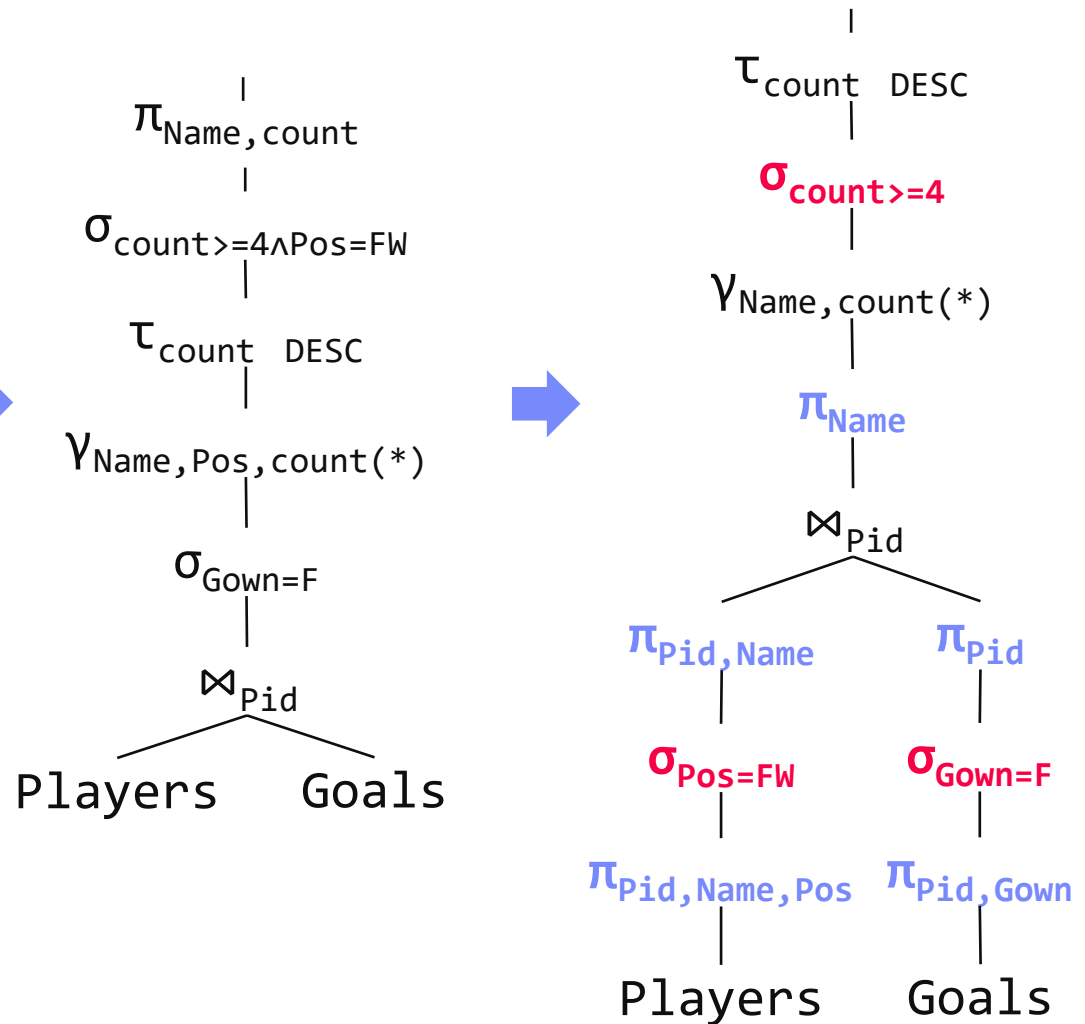 πName,count
σcount>=4∧Pos=FW
τcount DESC
γName,Pos,count(*)
σGown=F
⋈Pid
Players Goals
τcount DESC
σcount>=4
γName,count(*)
πName
⋈Pid
πPid,Name πPid
σPos=FW σGown=F
πPid,Name,Pos πPid,Gown
Players Goals